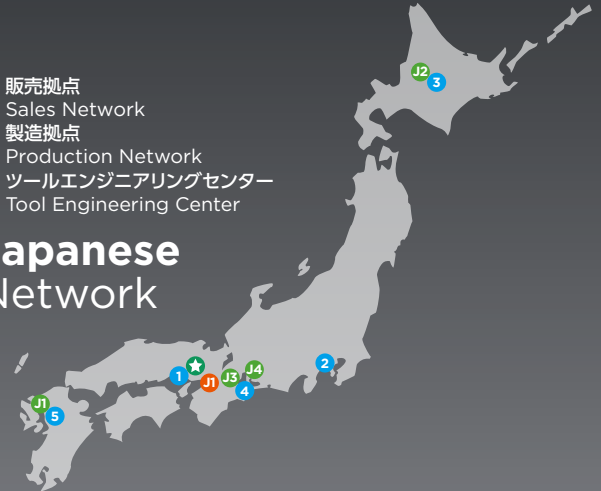 販売拠点
Sales Network
製造拠点
Production Network
ツールエンジニアリングセンター
Tool Engineering Center
apanese
Network
J2
3
2
1
J1
J3
J4
4
J1
5